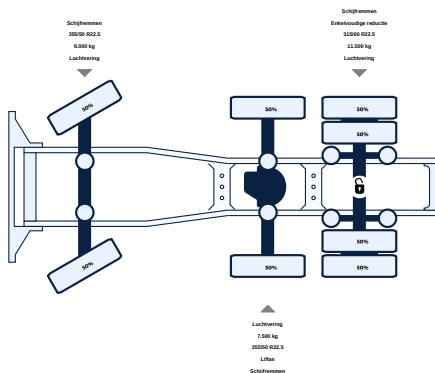 Schijfremmen
355/50 R22.5
8.000 kg
Luchtvering
Schijfremmen
Enkelvoudige reductie
315/60 R22.5
11.500 kg
Luchtvering
50%
50%
50%
50%
50%
50%
50%
50%
Luchtvering
7.500 kg
355/50 R22.5
Liftas
Schijfremmen